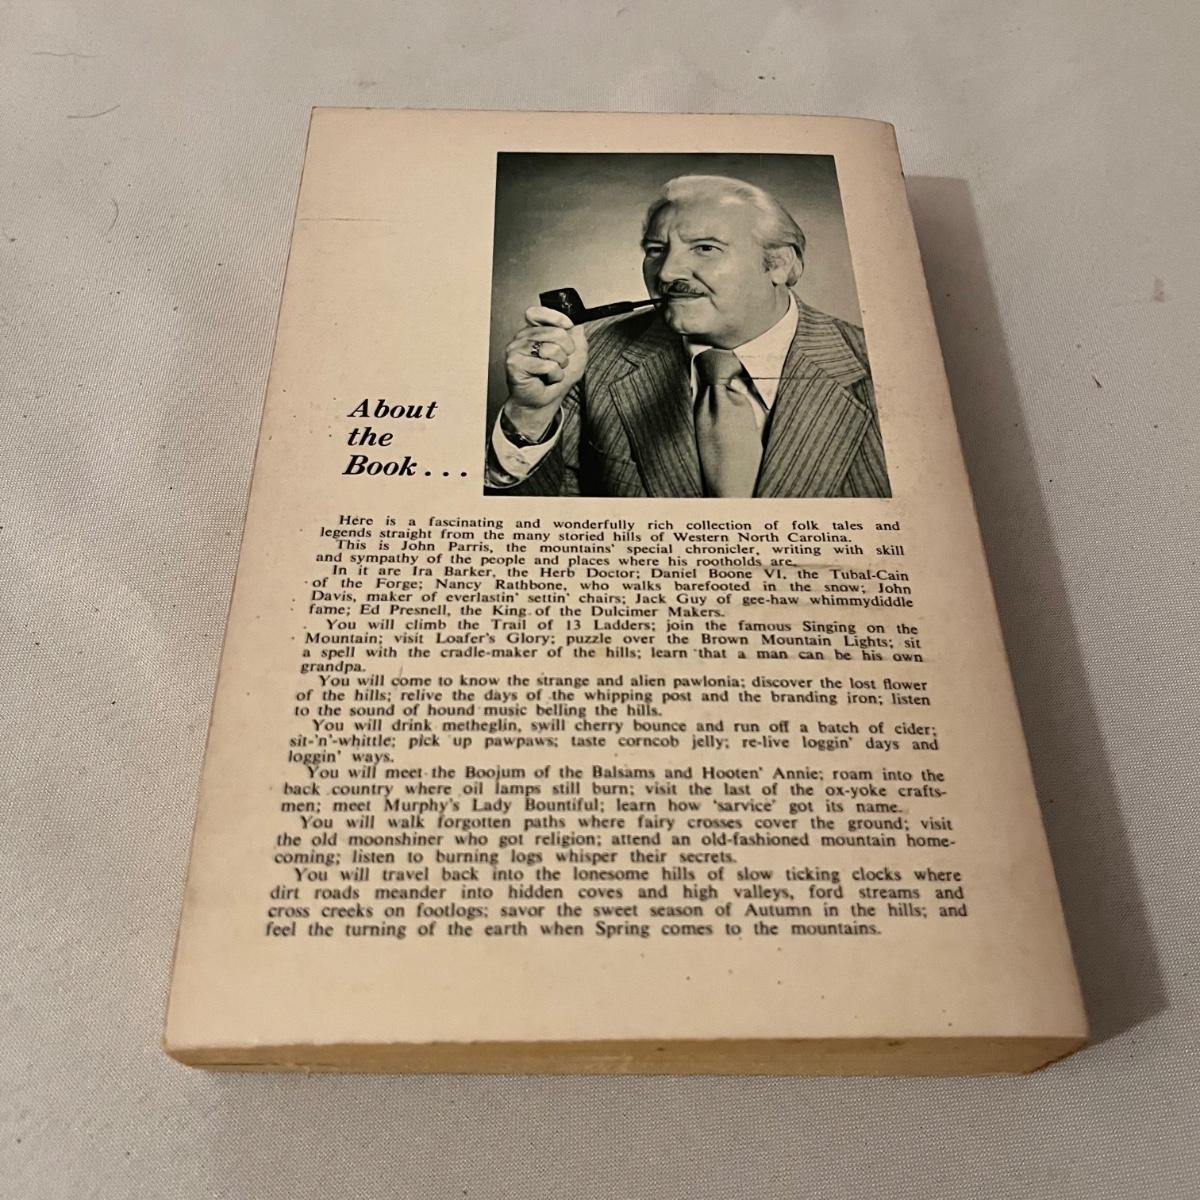 About
the
Book . . .
Here is a fascinating and wonderfully rich collection of folk tales and
legends straight from the many storied hills of Western North Carolina.
This is John Parris, the mountains' special chronicler, writing with skill
and sympathy of the people and places where his rootholds are.
In it are Ira Barker, the Herb Doctor; Daniel Boone VI, the Tubal-Cain
of the Forge; Nancy Rathbone, who walks barefooted in the snow; John
Davis, maker of everlastin' settin' chairs; Jack Guy of gee-haw whimmydiddle
fame; Ed Presnell, the King of the Dulcimer Makers.
You will climb the Trail of 13 Ladders; join the famous Singing on the
Mountain; visit Loafer's Glory; puzzle over the Brown Mountain Lights; sit
a spell with the cradle-maker of the hills; learn that a man can be his own
grandpa.
You will come to know the strange and alien pawlonia; discover the lost flower
of the hills; relive the days of the whipping post and the branding iron; listen
to the sound of hound music belling the hills.
You will drink metheglin, swill cherry bounce and run off a batch of cider;
sit-'n'-whittle; pick up pawpaws; taste corncob jelly; re-live loggin' days and
loggin' ways.
You will meet the Boojum of the Balsams and Hooten' Annie; roam into the
back country where oil lamps still burn; visit the last of the ox-yoke crafts-
men; meet Murphy's Lady Bountiful; learn how 'sarvice' got its name.
You will walk forgotten paths where fairy crosses cover the ground; visit
the old moonshiner who got religion; attend an old-fashioned mountain home-
coming; listen to burning logs whisper their secrets.
You will travel back into the lonesome hills of slow ticking clocks where
dirt roads meander into hidden coves and high valleys, ford streams and
cross creeks on footlogs; savor the sweet season of Autumn in the hills; and
feel the turning of the earth when Spring comes to the mountains.